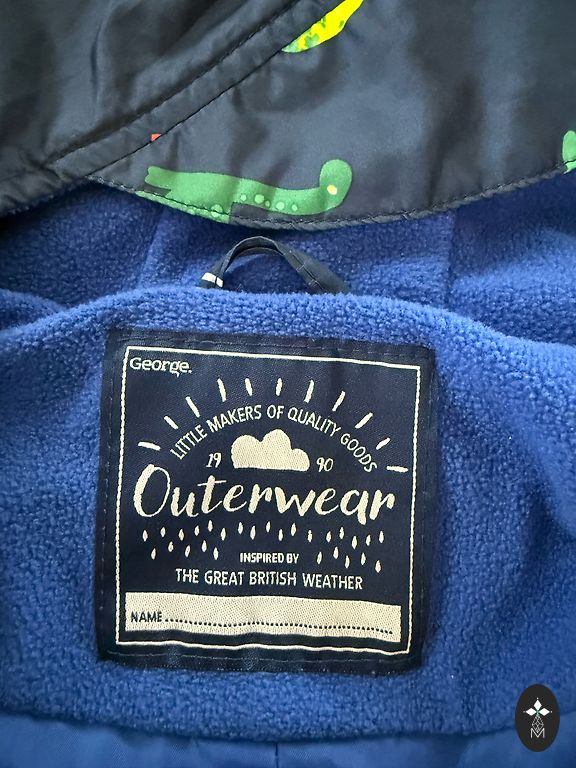 George.
LITTLE MAKERS OF QUALITY GOODS
19 90
Outerwear
INSPIRED BY
THE GREAT BRITISH WEATHER
NAME..............................................
M